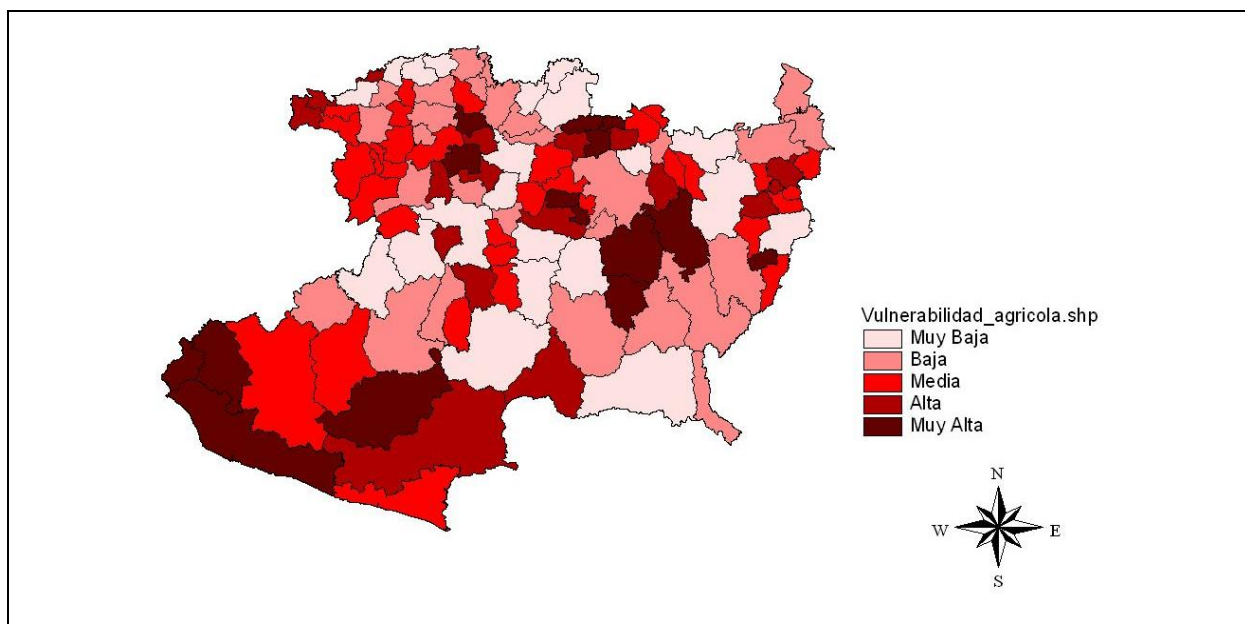 Vulnerabilidad_agricola.shp
Muy Baja
Baja
Media
Alta
Muy Alta
N
W E
S